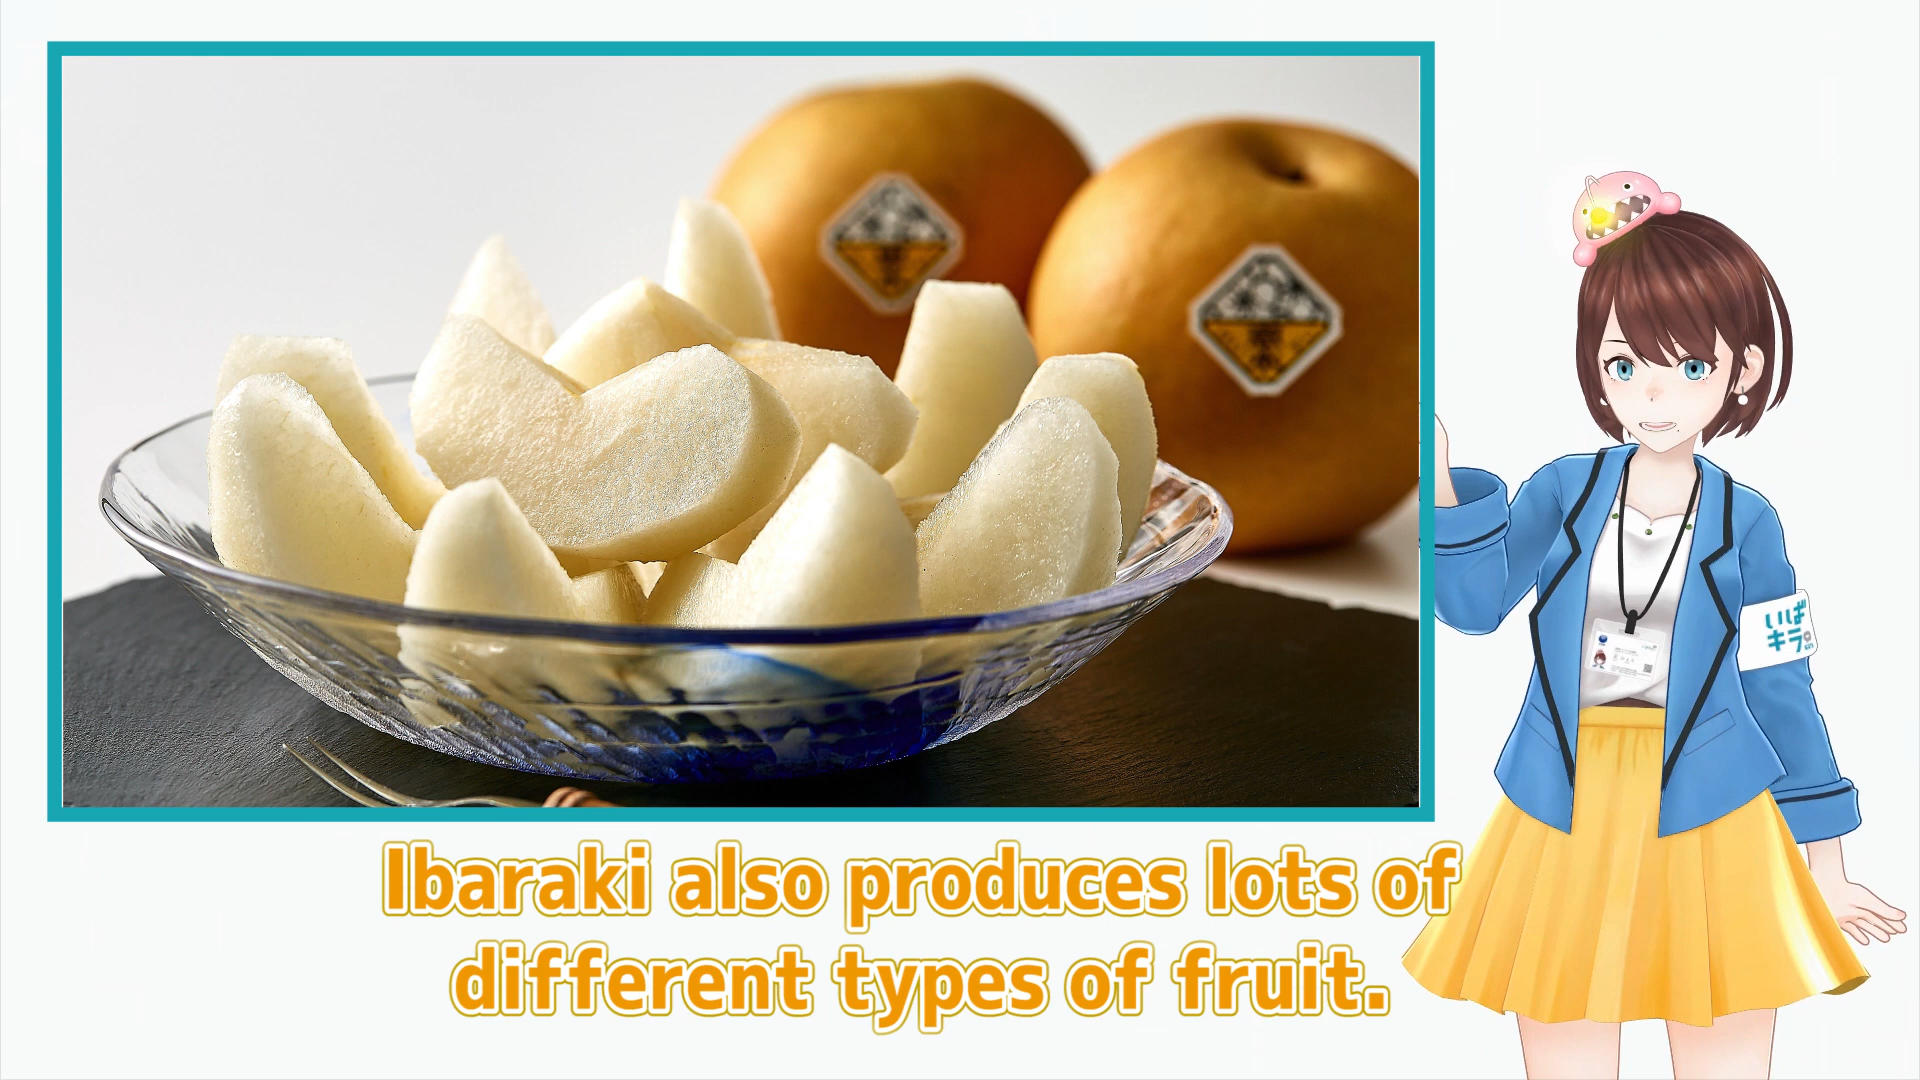 いば
キラ
Ibaraki also produces lots of
different types of fruit.